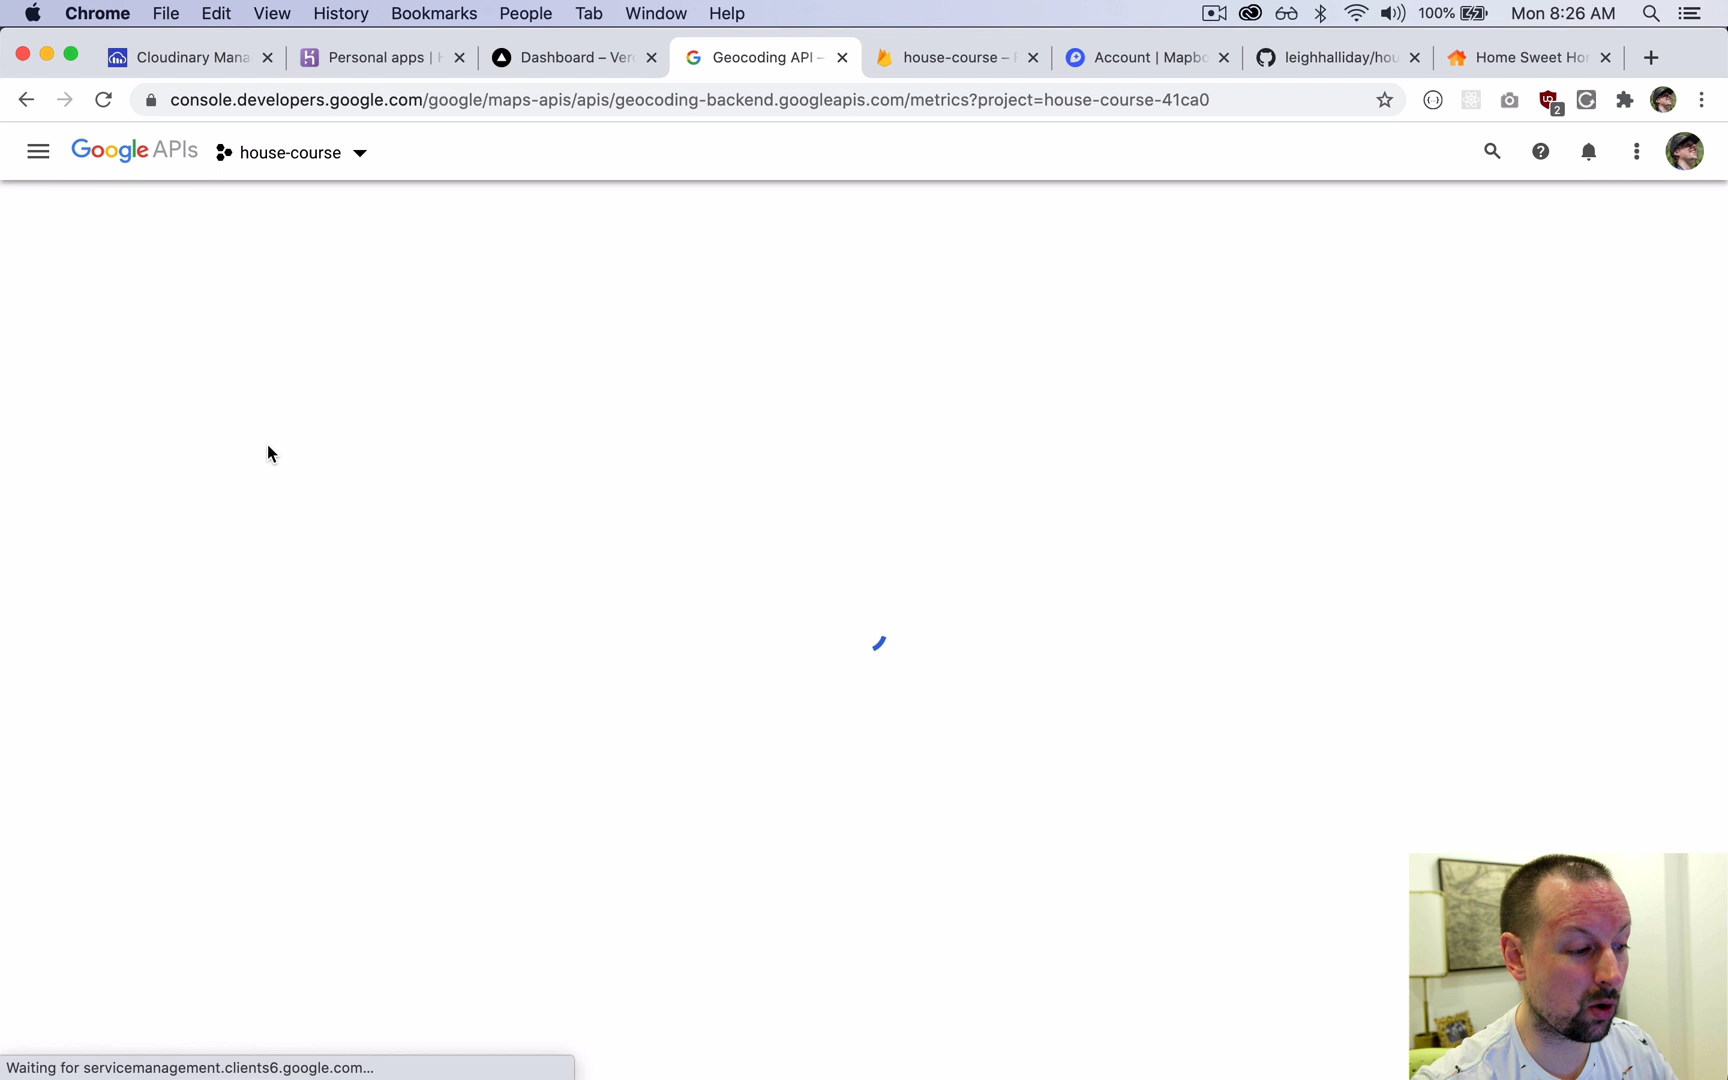 Chrome File Edit View History Bookmarks People Tab Window Help 100% Mon 8:26 AM
Cloudinary Mana Personal apps | H Dashboard – Verc Geocoding API – house-course – Account | Mapbo leighhalliday/hou Home Sweet Hor
console.developers.google.com/google/maps-apis/apis/geocoding-backend.googleapis.com/metrics?project=house-course-41ca0 2
Google APIs house-course
Waiting for servicemanagement.clients6.google.com...